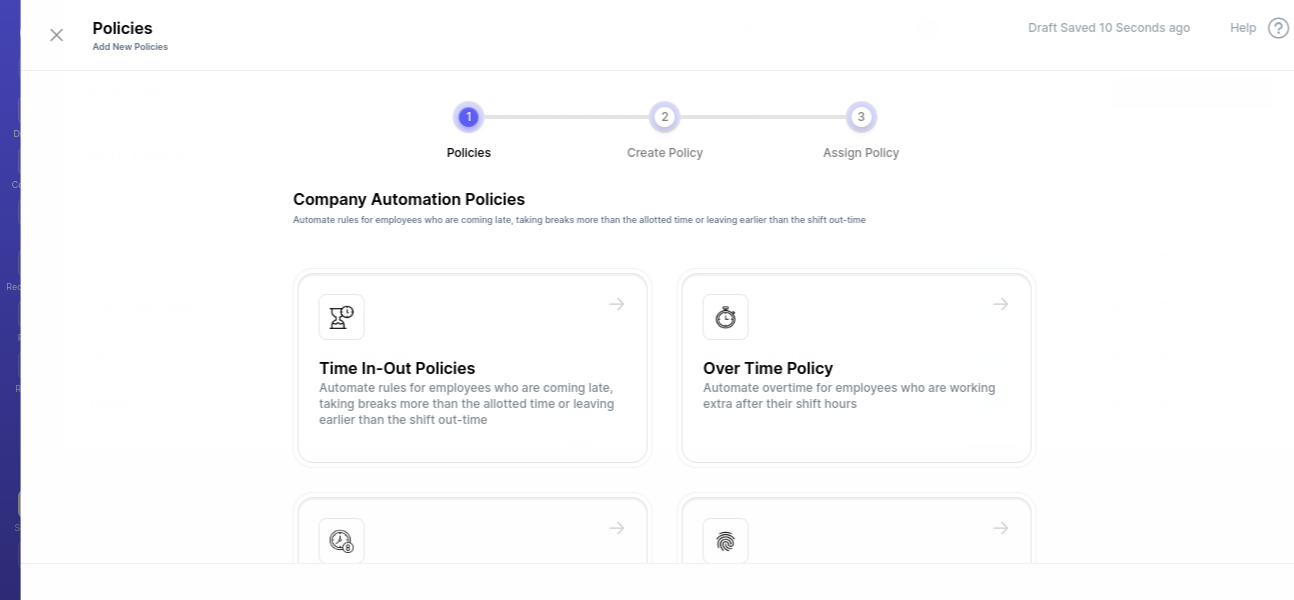 Policies
Add New Policies
Draft Saved 10 Seconds ago
Help
?
1
2
3
Policies
Create Policy
Assign Policy
Company Automation Policies
Automate rules for employees who are coming late, taking breaks more than the allotted time or leaving earlier than the shift out-time
Time In-Out Policies
Automate rules for employees who are coming late,
taking breaks more than the allotted time or leaving
earlier than the shift out-time
Over Time Policy
Automate overtime for employees who are working
extra after their shift hours